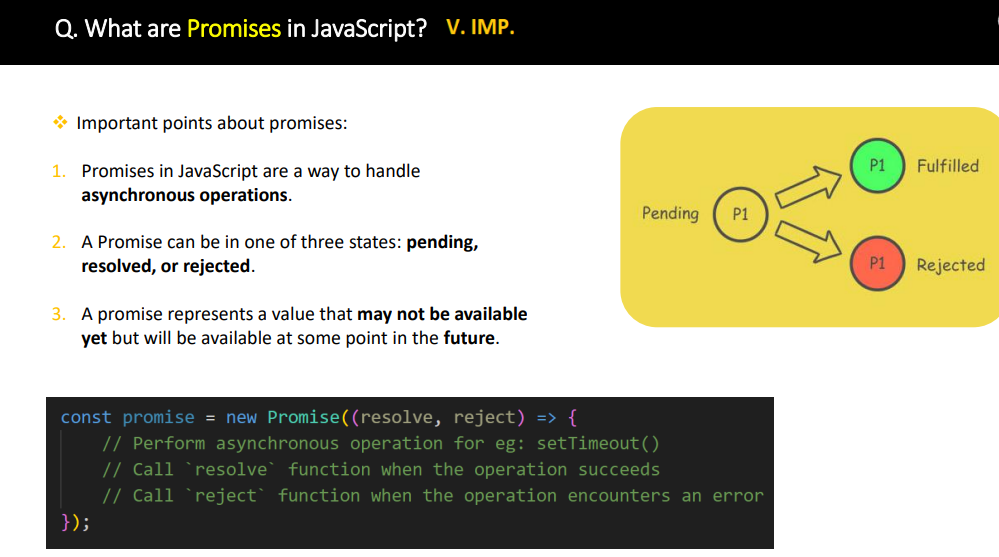 Q. What are Promises in JavaScript? V. IMP.
Important points about promises:
1. Promises in JavaScript are a way to handle
asynchronous operations.
2. A Promise can be in one of three states: pending,
resolved, or rejected.
3. A promise represents a value that may not be available
yet but will be available at some point in the future.
Pending P1
P1 Fulfilled
P1 Rejected
const promise = new Promise((resolve, reject) => {
    // Perform asynchronous operation for eg: setTimeout()
    // Call `resolve` function when the operation succeeds
    // Call `reject` function when the operation encounters an error
});